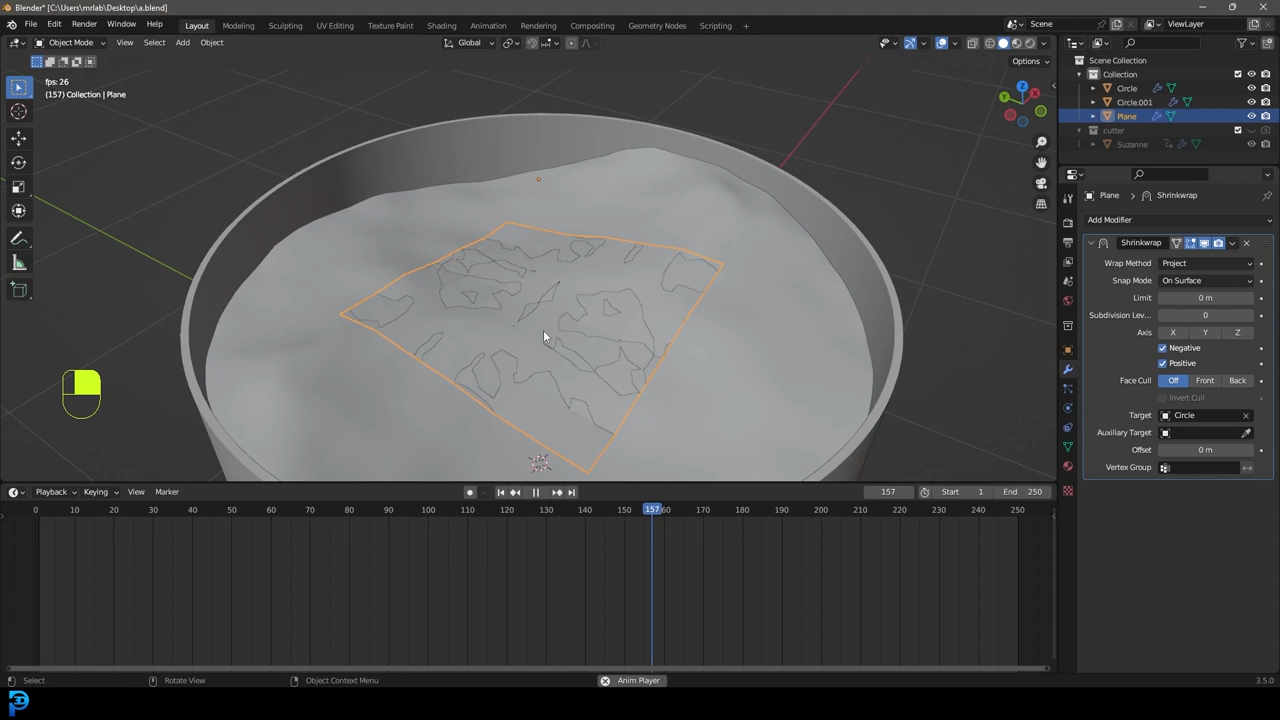 Blender* [C:\Users\mrlab\Desktop\a.blend]
File Edit Render Window Help
Layout Modeling Sculpting UV Editing Texture Paint Shading Animation Rendering Compositing Geometry Nodes Scripting
Scene
ViewLayer
Object Mode
View Select Add Object
Global
Options
fps: 26
(157) Collection | Plane
Z
Y
X
Scene Collection
Collection
Circle
Circle.001
Plane
cutter
Suzanne
Plane > Shrinkwrap
Add Modifier
Shrinkwrap
Wrap Method Project
Snap Mode On Surface
Limit 0 m
Subdivision Lev... 0
Axis X Y Z
Negative
Positive
Face Cull Off Front Back
Invert Cull
Target Circle
Auxiliary Target
Offset 0 m
Vertex Group
Playback Keying View Marker
157 Start 1 End 250
0 10 20 30 40 50 60 70 80 90 100 110 120 130 140 150 157 60 170 180 190 200 210 220 230 240 250
Select Rotate View Object Context Menu Anim Player 3.5.0